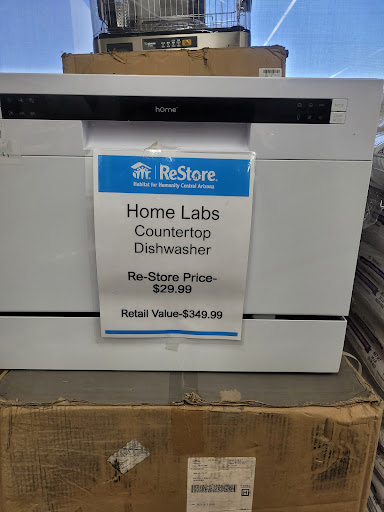 hOme
ReStore
Habitat for Humanity Central Arizona
Home Labs
Countertop
Dishwasher
Re-Store Price-
$29.99
Retail Value-$349.99